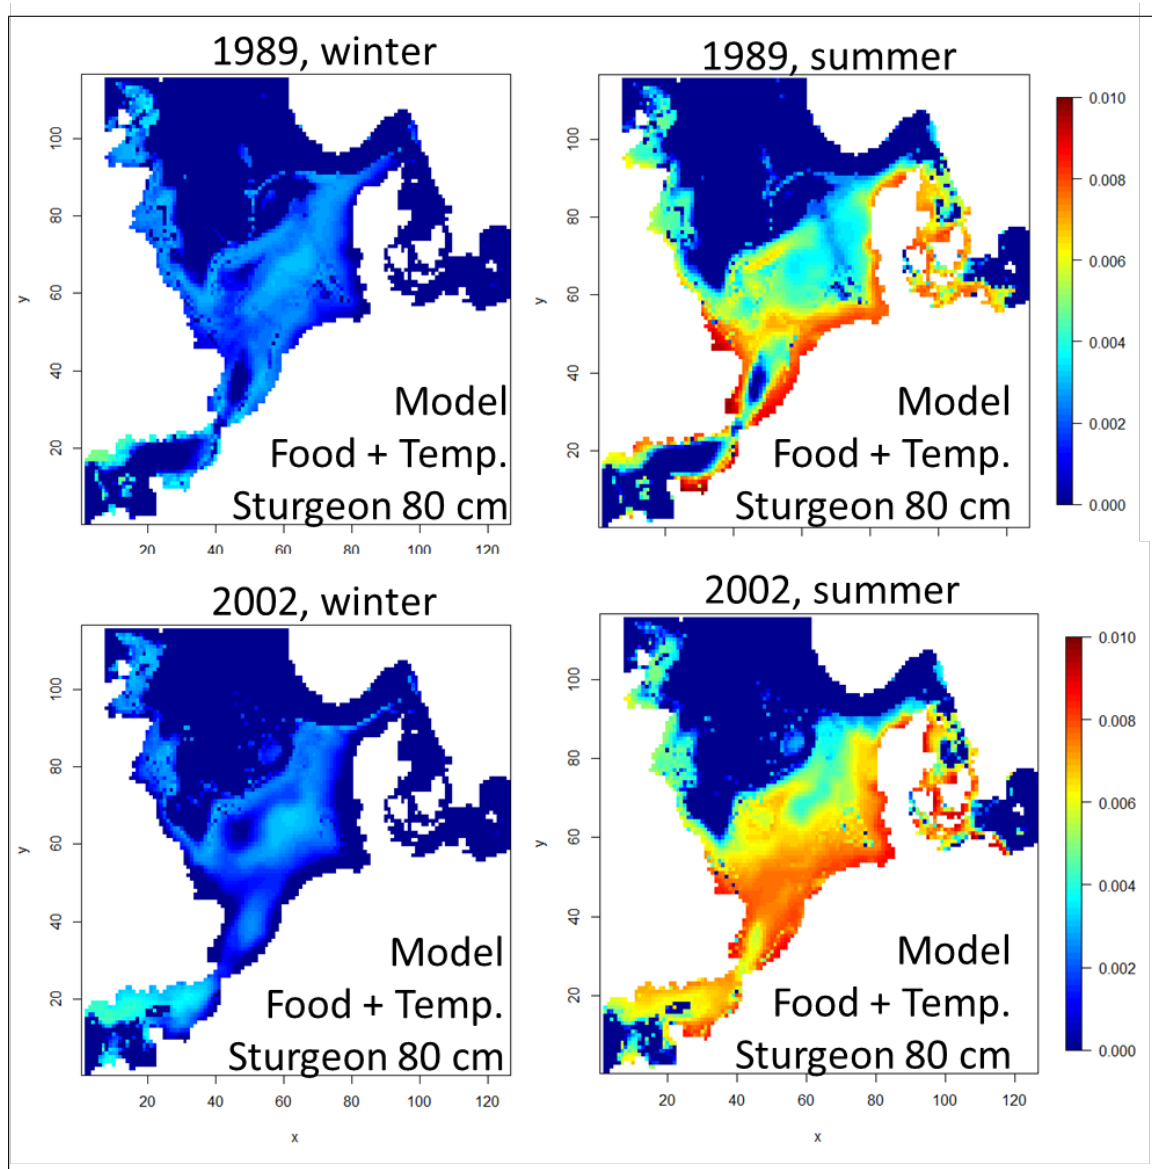 1989, winter
1989, summer
y
100
80
60
40
20
20
40
60
80
100
120
Model
Food + Temp.
Sturgeon 80 cm
y
100
80
60
40
20
Model
Food + Temp.
Sturgeon 80 cm
0.010
0.008
0.006
0.004
0.002
0.000
2002, winter
2002, summer
y
100
80
60
40
20
20
40
60
80
100
120
x
Model
Food + Temp.
Sturgeon 80 cm
y
100
80
60
40
20
20
40
60
80
100
120
x
Model
Food + Temp.
Sturgeon 80 cm
0.010
0.008
0.006
0.004
0.002
0.000